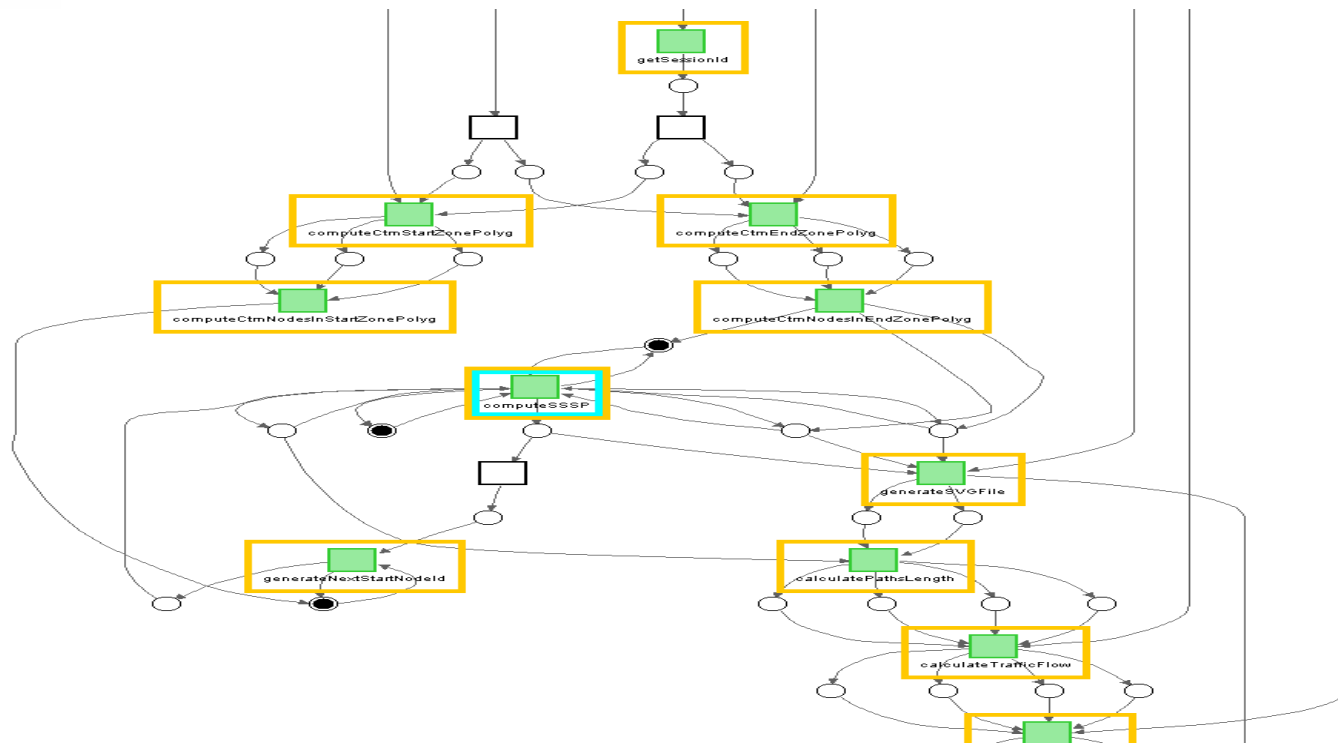 getSessionId
computeCtmStartZonePolyg
computeCtmEndZonePolyg
computeCtmNodesInStartZonePolyg
computeCtmNodesInEndZonePolyg
computeSSSP
generateSVGFile
generateNextStartNodeId
calculatePathsLength
calculateTrafficFlow